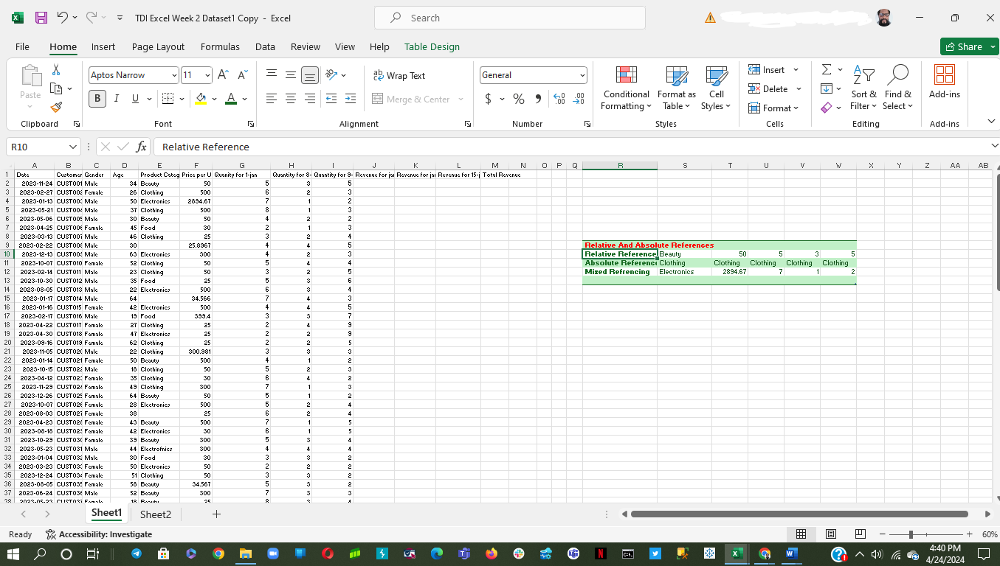 TDI Excel Week 2 Dataset1 Copy - Excel
Search
File Home Insert Page Layout Formulas Data Review View Help Table Design
Share
Paste
Aptos Narrow 11
Wrap Text
General
Insert
B I U
Merge & Center
$ % ,
Conditional Formatting
Format as Table
Cell Styles
Delete
Format
Sort & Filter
Find & Select
Add-ins
Clipboard Font Alignment Number Styles Cells Editing Add-ins
R10 fx Relative Reference
A B C D E F G H I J K L M N O P Q R S T U V W X Y Z AA AB
1 Date Customer Gender Age Product Categ Price per U Quanity for 1-jan Quantity for 8- Quantity for 9- Revenue for jan Revenue for jan Revenue for 15-j Total Revenue
2 2023-11-24 CUST001 Male 34 Beauty 50 5 3 5
3 2023-02-27 CUST002 Female 26 Clothing 500 6 2 3
4 2023-01-13 CUST003 Male 50 Electronics 2894.67 7 1 2
5 2023-05-21 CUST004 Male 37 Clothing 500 8 1 3
6 2023-05-06 CUST005 Male 30 Beauty 50 4 2 2
7 2023-04-25 CUST006 Female 45 Food 30 2 1 3
8 2023-03-13 CUST007 Male 46 Clothing 25 3 2 4
9 2023-02-22 CUST008 Male 30 25.8967 4 4 5 Relative And Absolute References
10 2023-12-13 CUST009 Male 63 Electronics 300 4 2 3 Relative Reference Beauty 50 5 3 5
11 2023-10-07 CUST010 Female 52 Clothing 50 5 4 4 Absolute Referenc Clothing Clothing Clothing Clothing Clothing
12 2023-02-14 CUST011 Male 23 Clothing 50 3 2 5 Mixed Refrencing Electronics 2894.67 7 1 2
13 2023-10-30 CUST012 Male 35 Food 25 5 3 6
14 2023-08-05 CUST013 Male 22 Electronics 500 6 3 4
15 2023-01-17 CUST014 Male 64 34.566 7 4 3
16 2023-01-16 CUST015 Female 42 Electronics 500 4 4 5
17 2023-02-17 CUST016 Male 19 Food 399.4 3 3 7
18 2023-04-22 CUST017 Female 27 Clothing 25 2 4 9
19 2023-04-30 CUST018 Female 47 Electronics 25 2 2 9
20 2023-09-16 CUST019 Female 62 Clothing 25 2 2 5
21 2023-11-05 CUST020 Male 22 Clothing 300.981 3 3 3
22 2023-01-14 CUST021 Female 50 Beauty 500 4 1 2
23 2023-10-15 CUST022 Male 18 Clothing 50 5 2 3
24 2023-04-12 CUST023 Female 35 Clothing 30 6 4 2
25 2023-11-29 CUST024 Female 49 Clothing 300 7 1 3
26 2023-12-26 CUST025 Female 64 Beauty 50 5 1 2
27 2023-10-07 CUST026 Female 28 Electronics 500 5 2 4
28 2023-08-03 CUST027 Female 38 25 6 2 4
29 2023-04-23 CUST028 Female 43 Beauty 500 7 1 5
30 2023-08-18 CUST029 Female 42 Electronics 30 6 1 5
31 2023-10-29 CUST030 Female 39 Beauty 300 5 3 4
32 2023-05-23 CUST031 Male 44 Electrofnics 300 4 4 4
33 2023-01-04 CUST032 Male 30 Food 30 3 3 2
34 2023-03-23 CUST033 Female 50 Electronics 50 2 2 2
35 2023-12-24 CUST034 Female 51 Clothing 50 3 3 2
36 2023-08-05 CUST035 Female 58 Beauty 34.567 5 3 2
37 2023-06-24 CUST036 Male 52 Beauty 300 7 3 3
Sheet1 Sheet2
Ready Accessibility: Investigate 60%
4:40 PM
4/24/2024